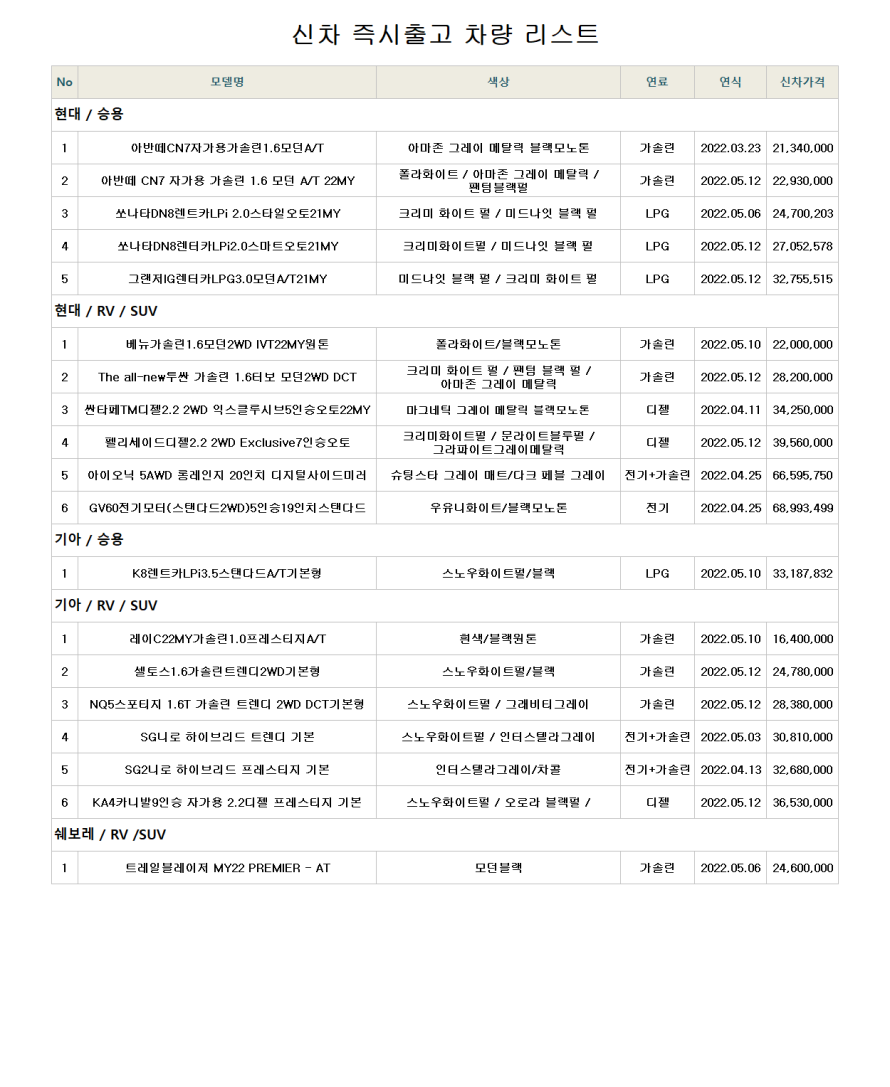 신차 즉시출고 차량 리스트
No 모델명 색상 연료 연식 신차가격
현대 / 승용
1 아반떼CN7자가용가솔린1.6모던A/T 아마존 그레이 메탈릭 블랙모노톤 가솔린 2022.03.23 21,340,000
2 아반떼 CN7 자가용 가솔린 1.6 모던 A/T 22MY 폴라화이트 / 아마존 그레이 메탈릭 / 가솔린 2022.05.12 22,930,000
팬텀블랙펄
3 쏘나타DN8렌트카LPi 2.0스타일오토21MY 크리미 화이트 펄 / 미드나잇 블랙 펄 LPG 2022.05.06 24,700,203
4 쏘나타DN8렌터카LPi2.0스마트오토21MY 크리미화이트펄 / 미드나잇 블랙 펄 LPG 2022.05.12 27,052,578
5 그랜저IG렌터카LPG3.0모던A/T21MY 미드나잇 블랙 펄 / 크리미 화이트 펄 LPG 2022.05.12 32,755,515
현대 / RV / SUV
1 베뉴가솔린1.6모던2WD IVT22MY원톤 폴라화이트/블랙모노톤 가솔린 2022.05.10 22,000,000
2 The all-new투싼 가솔린 1.6터보 모던2WD DCT 크리미 화이트 펄 / 팬텀 블랙 펄 / 가솔린 2022.05.12 28,200,000
아마존 그레이 메탈릭
3 싼타페TM디젤2.2 2WD 익스클루시브5인승오토22MY 마그네틱 그레이 메탈릭 블랙모노톤 디젤 2022.04.11 34,250,000
4 펠리세이드디젤2.2 2WD Exclusive7인승오토 크리미화이트펄 / 문라이트블루펄 / 디젤 2022.05.12 39,560,000
그라파이트그레이메탈릭
5 아이오닉 5AWD 롱레인지 20인치 디지털사이드미러 슈팅스타 그레이 매트/다크 페블 그레이 전기+가솔린 2022.04.25 66,595,750
6 GV60전기모터(스탠다드2WD)5인승19인치스탠다드 우유니화이트/블랙모노톤 전기 2022.04.25 68,993,499
기아 / 승용
1 K8렌트카LPi3.5스탠다드A/T기본형 스노우화이트펄/블랙 LPG 2022.05.10 33,187,832
기아 / RV / SUV
1 레이C22MY가솔린1.0프레스티지A/T 흰색/블랙원톤 가솔린 2022.05.10 16,400,000
2 셀토스1.6가솔린트렌디2WD기본형 스노우화이트펄/블랙 가솔린 2022.05.12 24,780,000
3 NQ5스포티지 1.6T 가솔린 트렌디 2WD DCT기본형 스노우화이트펄 / 그래비티그레이 가솔린 2022.05.12 28,380,000
4 SG니로 하이브리드 트렌디 기본 스노우화이트펄 / 인터스텔라그레이 전기+가솔린 2022.05.03 30,810,000
5 SG2니로 하이브리드 프레스티지 기본 인터스텔라그레이/차콜 전기+가솔린 2022.04.13 32,680,000
6 KA4카니발9인승 자가용 2.2디젤 프레스티지 기본 스노우화이트펄 / 오로라 블랙펄 / 디젤 2022.05.12 36,530,000
쉐보레 / RV /SUV
1 트레일블레이저 MY22 PREMIER - AT 모던블랙 가솔린 2022.05.06 24,600,000